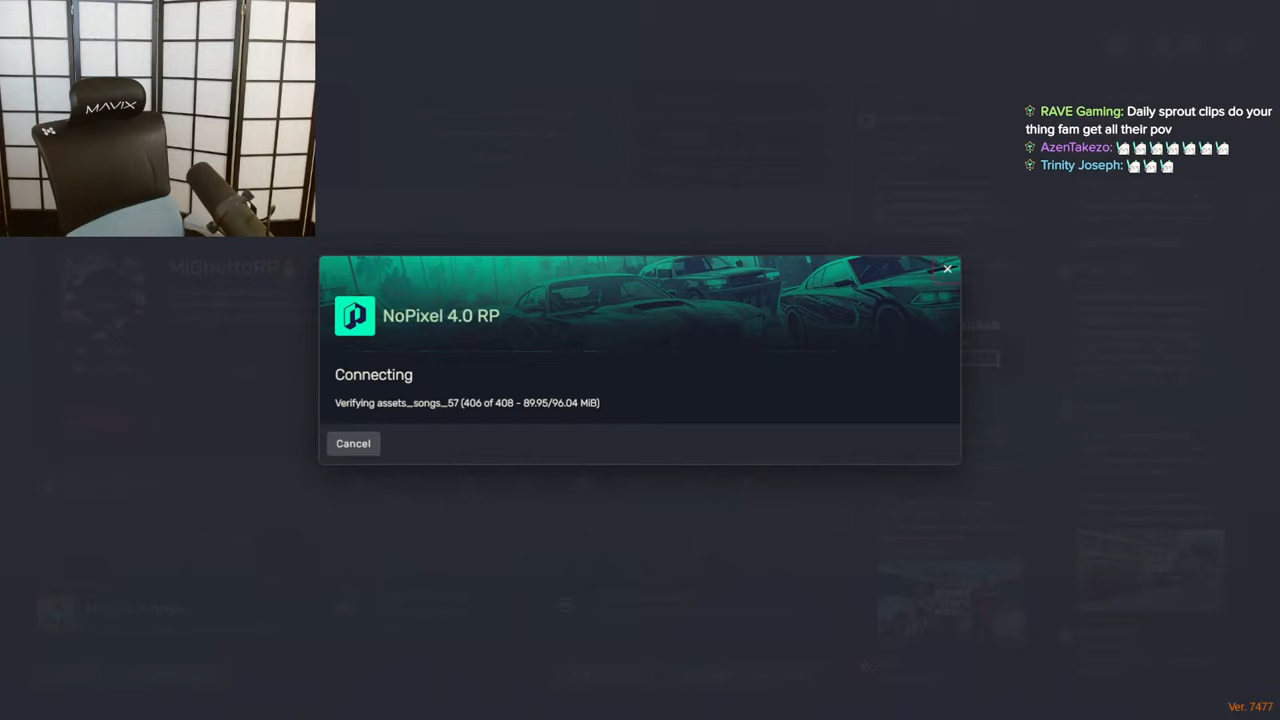 MAVIX
RAVE Gaming: Daily sprout clips do your
thing fam get all their pov
AzenTakezo:
Trinity Joseph:
MiGhettoRP
NoPixel 4.0 RP
Connecting
Verifying assets_songs_57 (406 of 408 - 89.95/96.04 MiB)
Cancel
Ver. 7477